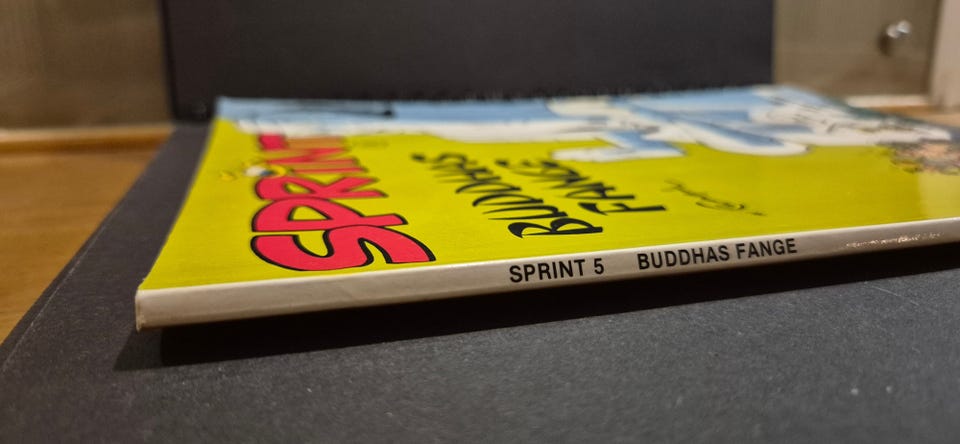 SPRINT
BUDDHAS
FANGE
SPRINT 5 BUDDHAS FANGE